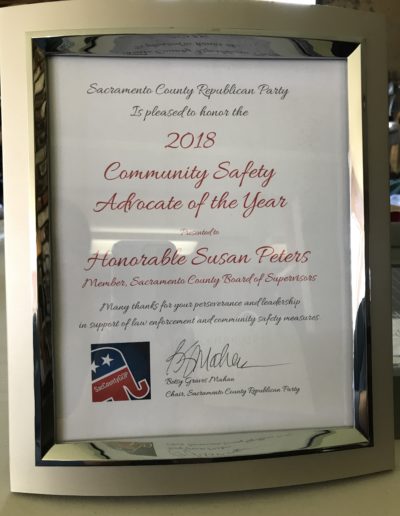 Sacramento County Republican Party
Is pleased to honor the
2018
Community Safety
Advocate of the Year
Presented to
Honorable Susan Peters
Member, Sacramento County Board of Supervisors
Many thanks for your perseverance and leadership
in support of law enforcement and community safety measures.
SacCountyGOP
Betsy Graves Mahan
Chair, Sacramento County Republican Party